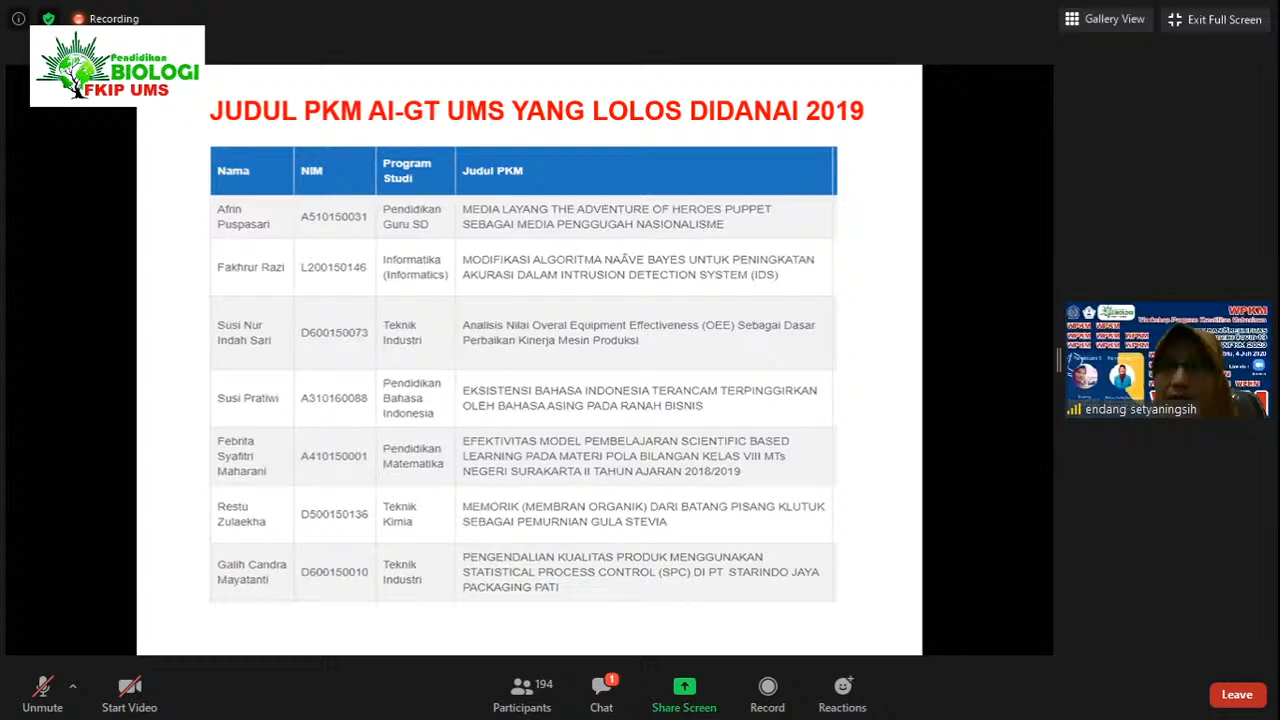 Recording
Gallery View
Exit Full Screen
Pendidikan
BIOLOGI
FKIP UMS
JUDUL PKM AI-GT UMS YANG LOLOS DIDANAI 2019
Nama
NIM
Program
Studi
Judul PKM
Afrin
Puspasari
A510150031
Pendidikan
Guru SD
MEDIA LAYANG THE ADVENTURE OF HEROES PUPPET
SEBAGAI MEDIA PENGGUGAH NASIONALISME
Fakhrur Razi
L200150146
Informatika
(Informatics)
MODIFIKASI ALGORITMA NAÃVE BAYES UNTUK PENINGKATAN
AKURASI DALAM INTRUSION DETECTION SYSTEM (IDS)
Susi Nur
Indah Sari
D600150073
Teknik
Industri
Analisis Nilai Overal Equipment Effectiveness (OEE) Sebagai Dasar
Perbaikan Kinerja Mesin Produksi
Susi Pratiwi
A310160088
Pendidikan
Bahasa
Indonesia
EKSISTENSI BAHASA INDONESIA TERANCAM TERPINGGIRKAN
OLEH BAHASA ASING PADA RANAH BISNIS
Febrita
Syafitri
Maharani
A410150001
Pendidikan
Matematika
EFEKTIVITAS MODEL PEMBELAJARAN SCIENTIFIC BASED
LEARNING PADA MATERI POLA BILANGAN KELAS VIII MTs
NEGERI SURAKARTA II TAHUN AJARAN 2018/2019
Restu
Zulaekha
D500150136
Teknik
Kimia
MEMORIK (MEMBRAN ORGANIK) DARI BATANG PISANG KLUTUK
SEBAGAI PEMURNIAN GULA STEVIA
Galih Candra
Mayatanti
D600150010
Teknik
Industri
PENGENDALIAN KUALITAS PRODUK MENGGUNAKAN
STATISTICAL PROCESS CONTROL (SPC) DI PT STARINDO JAYA
PACKAGING PATI
WPKM
endang setyaningsih
Unmute
Start Video
194
Participants
1
Chat
Share Screen
Record
Reactions
Leave